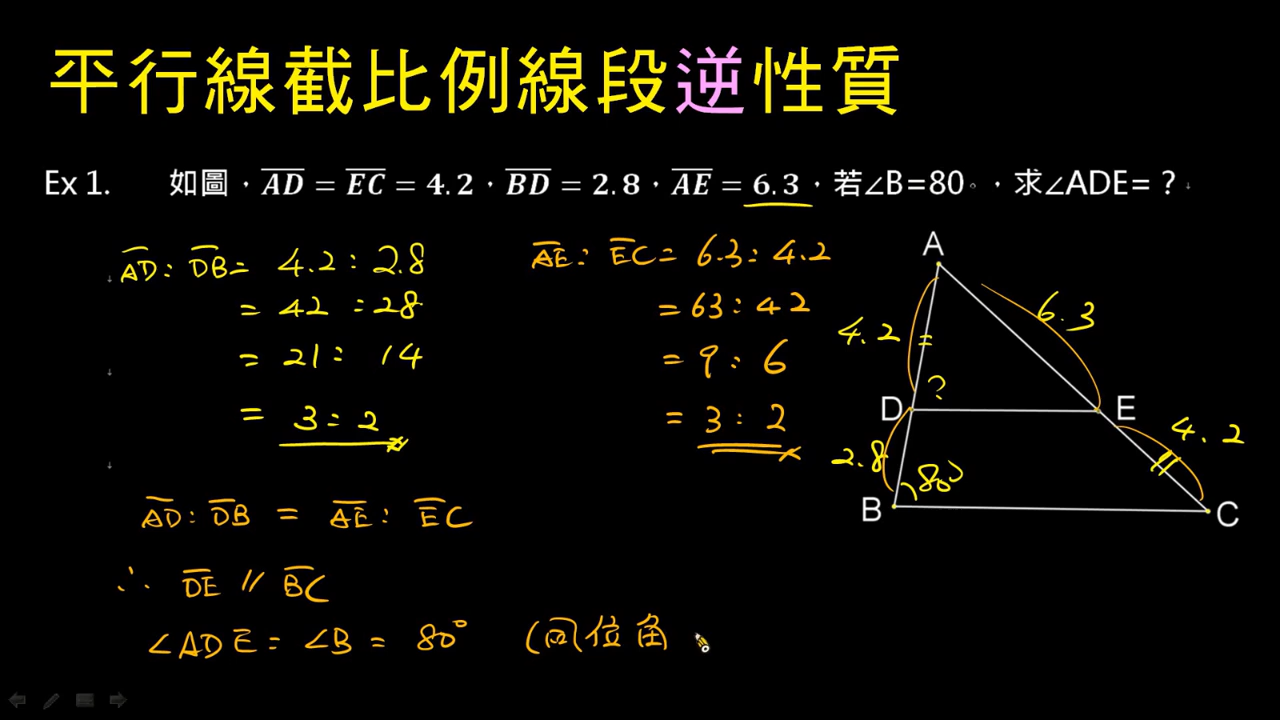 平行線截比例線段逆性質
Ex 1. 如圖，AD = EC = 4.2，BD = 2.8，AE = 6.3，若∠B=80°，求∠ADE=？
AD : DB = 4.2 : 2.8
= 42 : 28
= 21 : 14
= 3 : 2
AE : EC = 6.3 : 4.2
= 63 : 42
= 9 : 6
= 3 : 2
AD : DB = AE : EC
∴ DE // BC
∠ADE = ∠B = 80° (同位角
A
6.3
4.2
=
?
D
E
4.2
2.8
80°
B
C